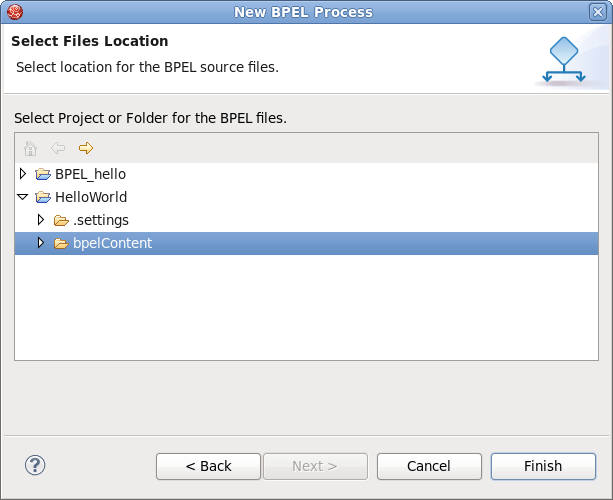 New BPEL Process
Select Files Location
Select location for the BPEL source files.
Select Project or Folder for the BPEL files.
BPEL_hello
HelloWorld
.settings
bpelContent
? < Back Next > Cancel Finish